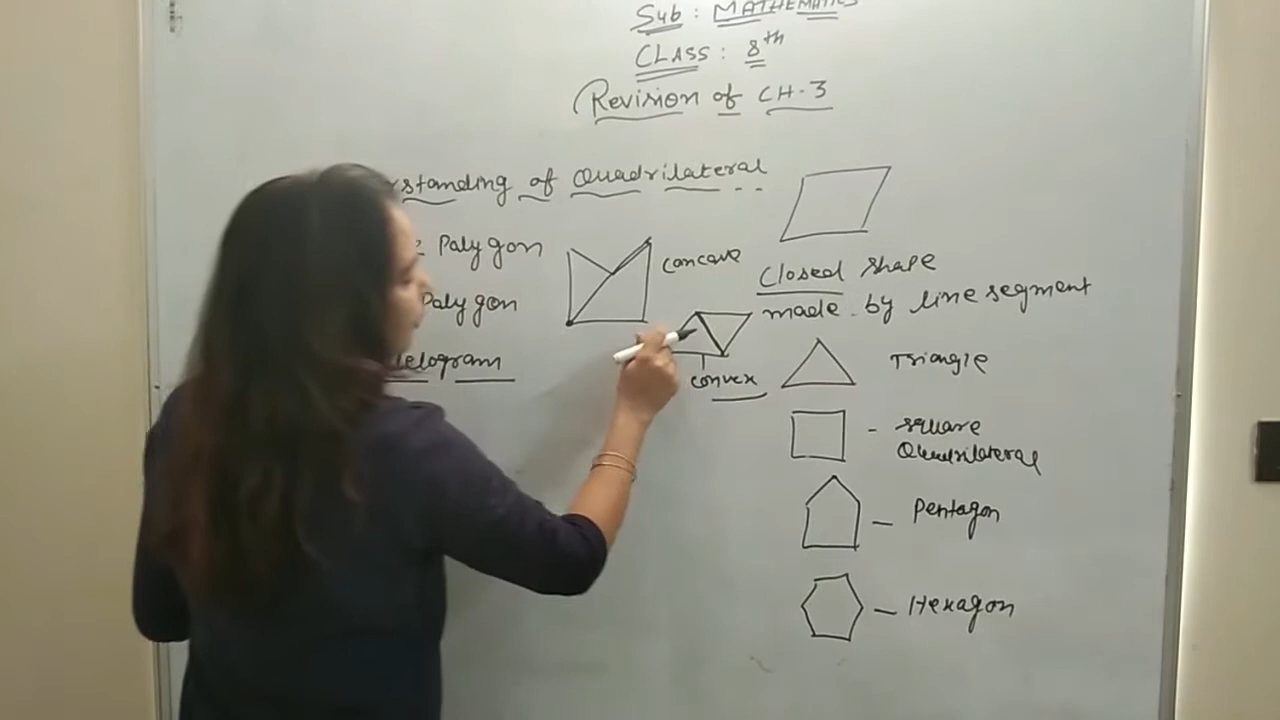 Sub : MATHEMATICS
CLASS : 8th
Revision of CH-3
standing of Quadrilateral
Polygon
concave
Closed shape
made by line segment
Polygon
Triangle
elogram
convex
- square
Quadrilateral
- Pentagon
- Hexagon